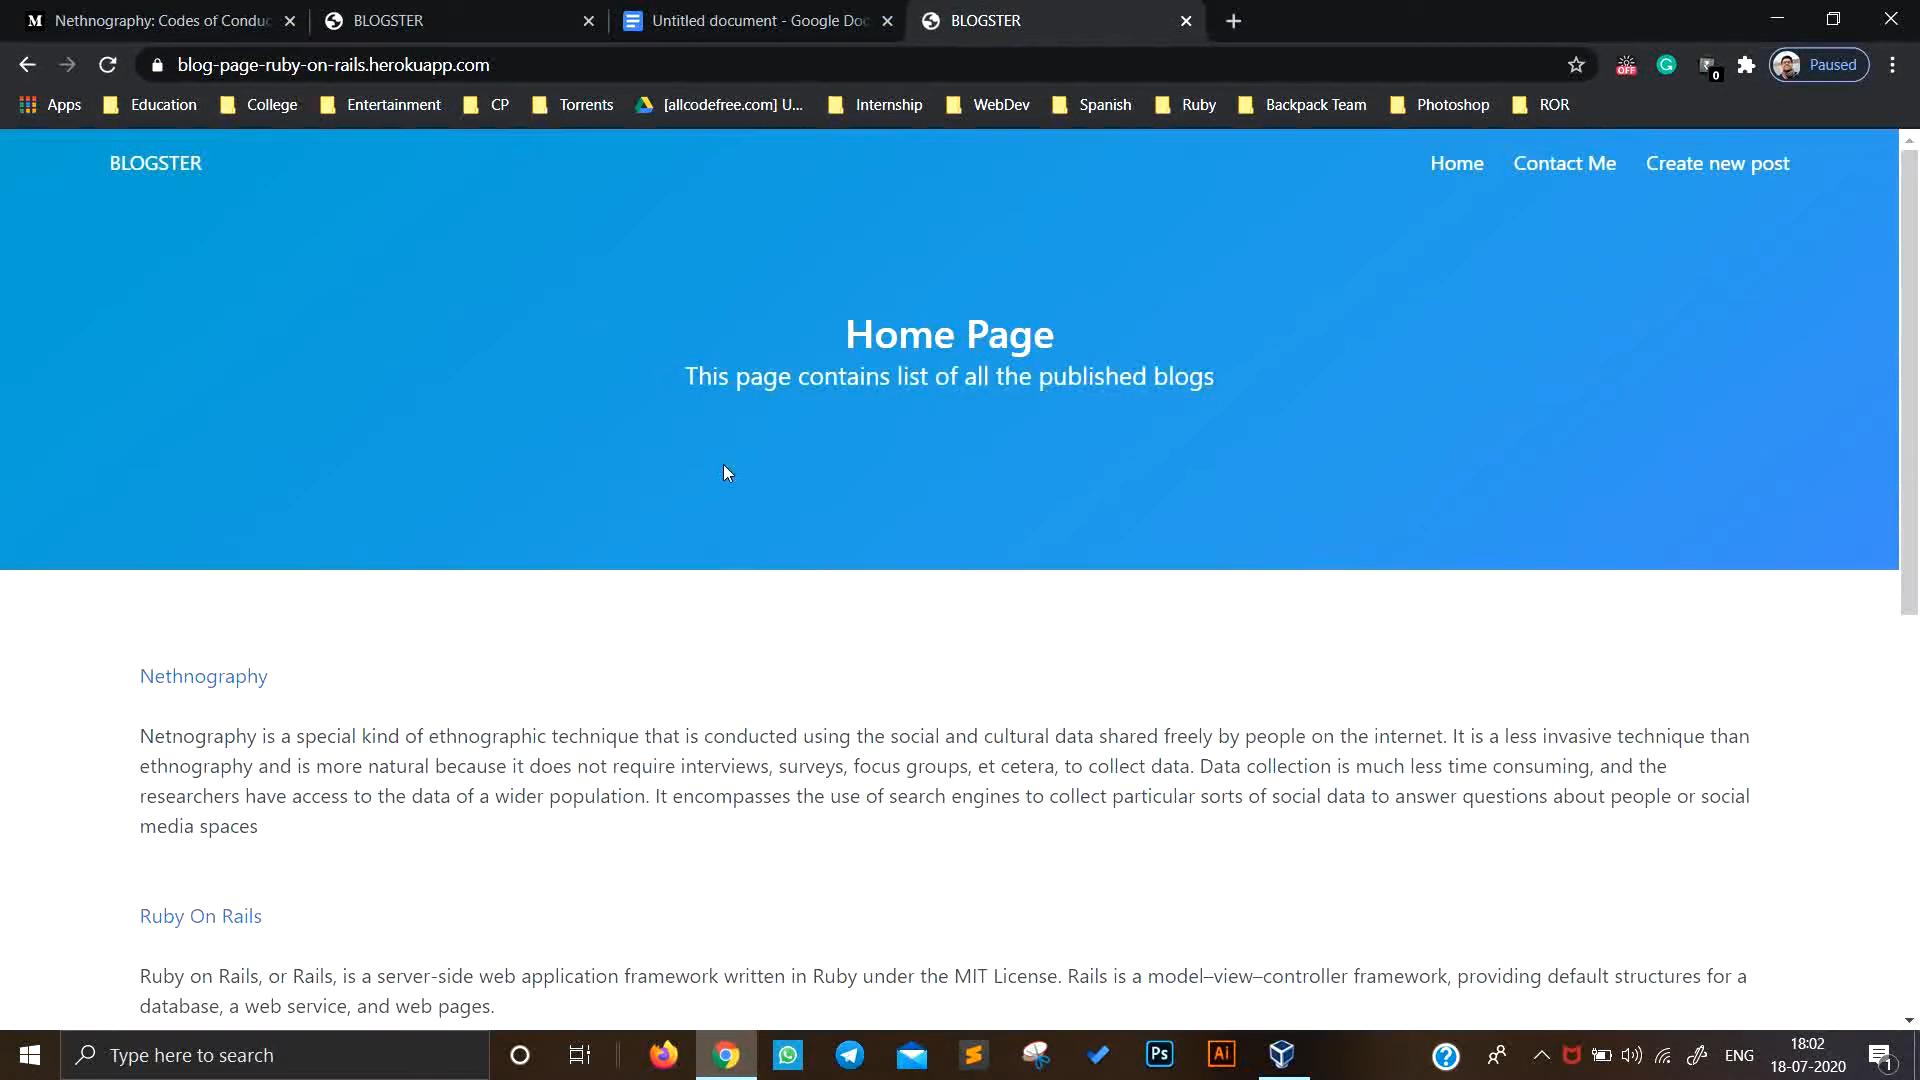 M Nethnography: Codes of Conduc
BLOGSTER
Untitled document - Google Doc
BLOGSTER
blog-page-ruby-on-rails.herokuapp.com
OFF
0
Paused
Apps Education College Entertainment CP Torrents [allcodefree.com] U... Internship WebDev Spanish Ruby Backpack Team Photoshop ROR
BLOGSTER
Home Contact Me Create new post
Home Page
This page contains list of all the published blogs
Nethnography
Netnography is a special kind of ethnographic technique that is conducted using the social and cultural data shared freely by people on the internet. It is a less invasive technique than
ethnography and is more natural because it does not require interviews, surveys, focus groups, et cetera, to collect data. Data collection is much less time consuming, and the
researchers have access to the data of a wider population. It encompasses the use of search engines to collect particular sorts of social data to answer questions about people or social
media spaces
Ruby On Rails
Ruby on Rails, or Rails, is a server-side web application framework written in Ruby under the MIT License. Rails is a model–view–controller framework, providing default structures for a
database, a web service, and web pages.
Type here to search
Ps
Ai
ENG
18:02
18-07-2020
1